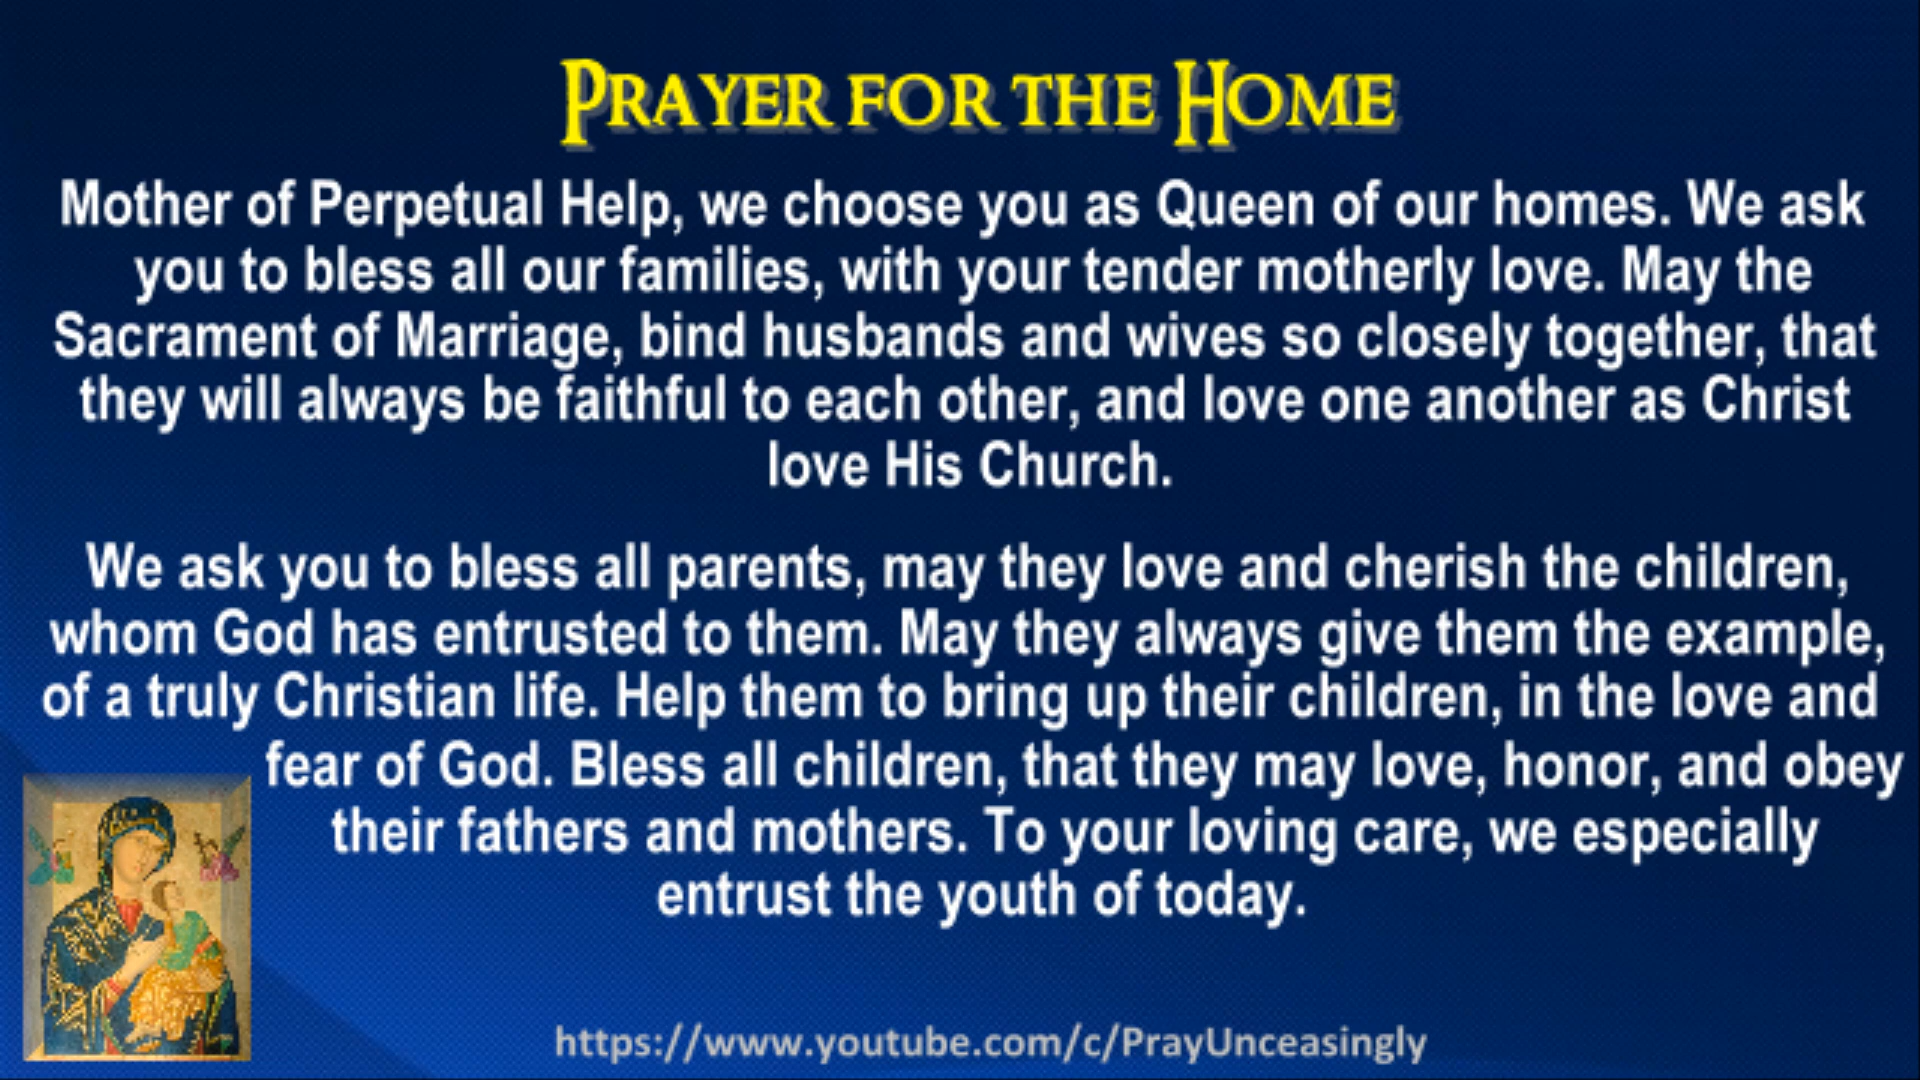 Prayer for the Home
Mother of Perpetual Help, we choose you as Queen of our homes. We ask
you to bless all our families, with your tender motherly love. May the
Sacrament of Marriage, bind husbands and wives so closely together, that
they will always be faithful to each other, and love one another as Christ
love His Church.
We ask you to bless all parents, may they love and cherish the children,
whom God has entrusted to them. May they always give them the example,
of a truly Christian life. Help them to bring up their children, in the love and
fear of God. Bless all children, that they may love, honor, and obey
their fathers and mothers. To your loving care, we especially
entrust the youth of today.
https://www.youtube.com/c/PrayUnceasingly